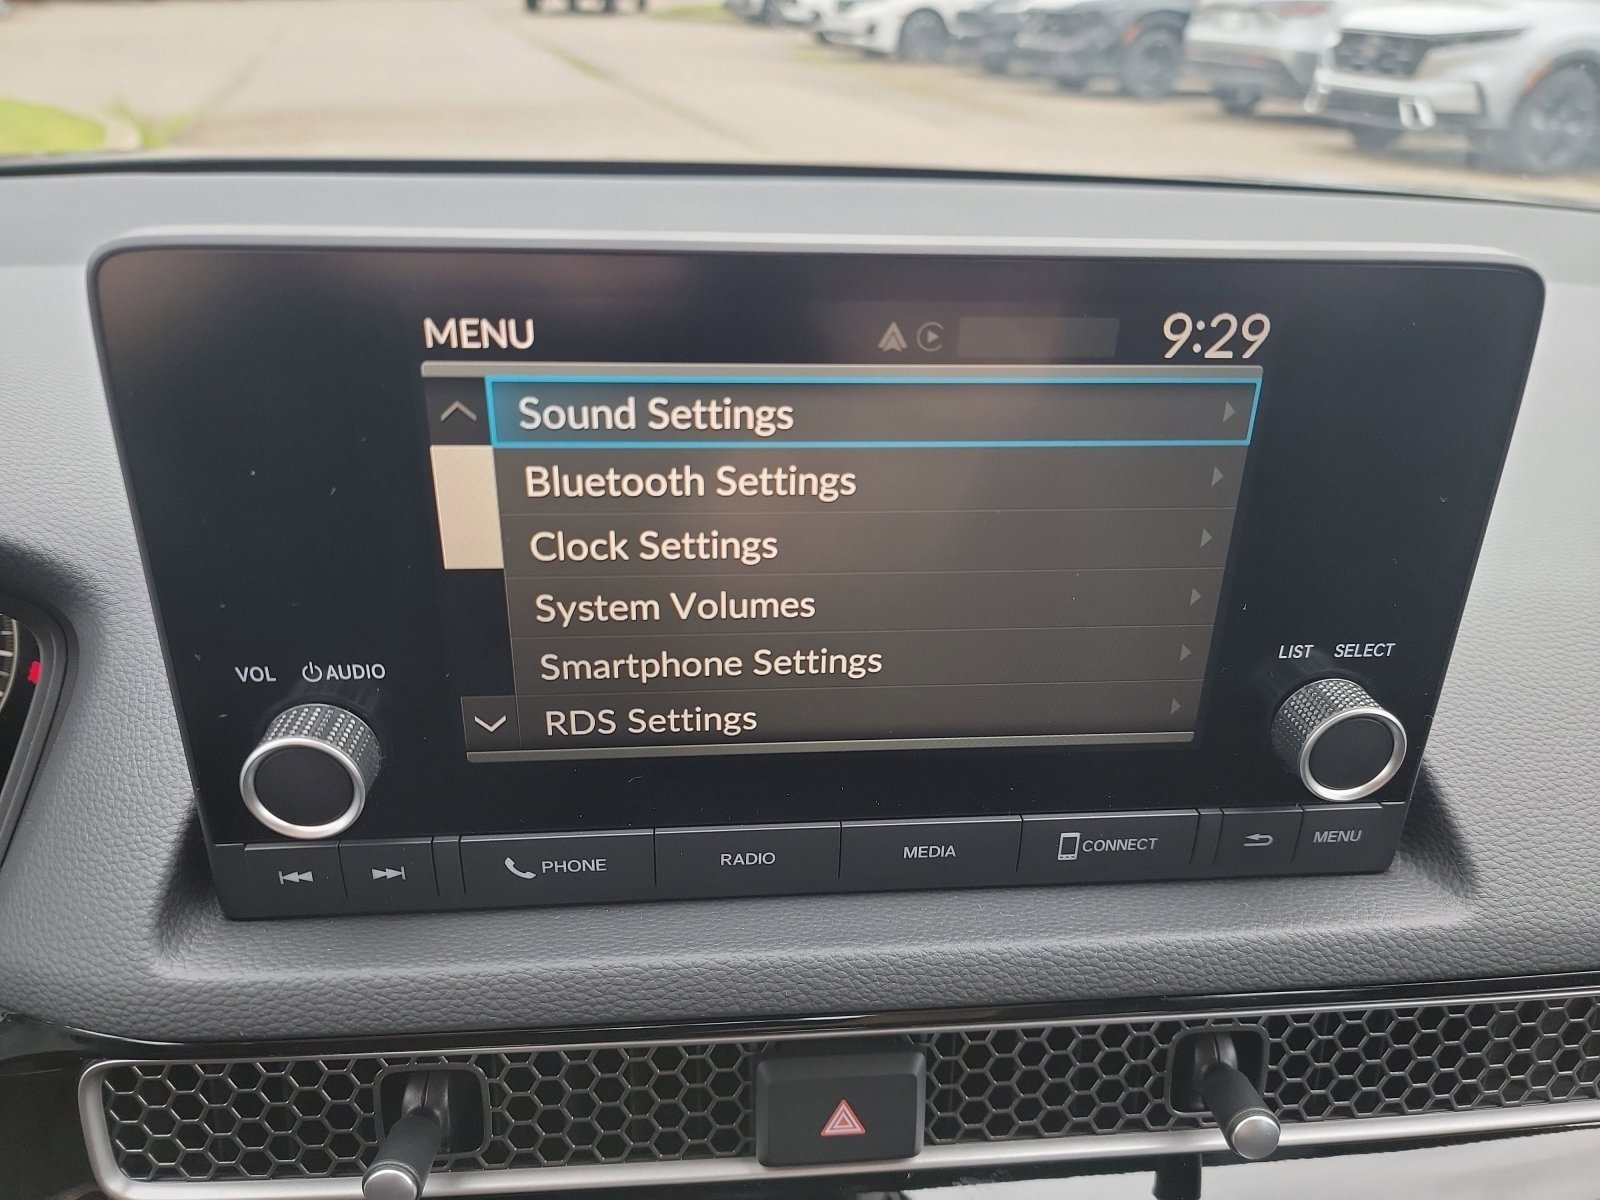 MENU
9:29
Sound Settings
Bluetooth Settings
Clock Settings
System Volumes
Smartphone Settings
RDS Settings
VOL AUDIO
LIST SELECT
PHONE
RADIO
MEDIA
CONNECT
MENU